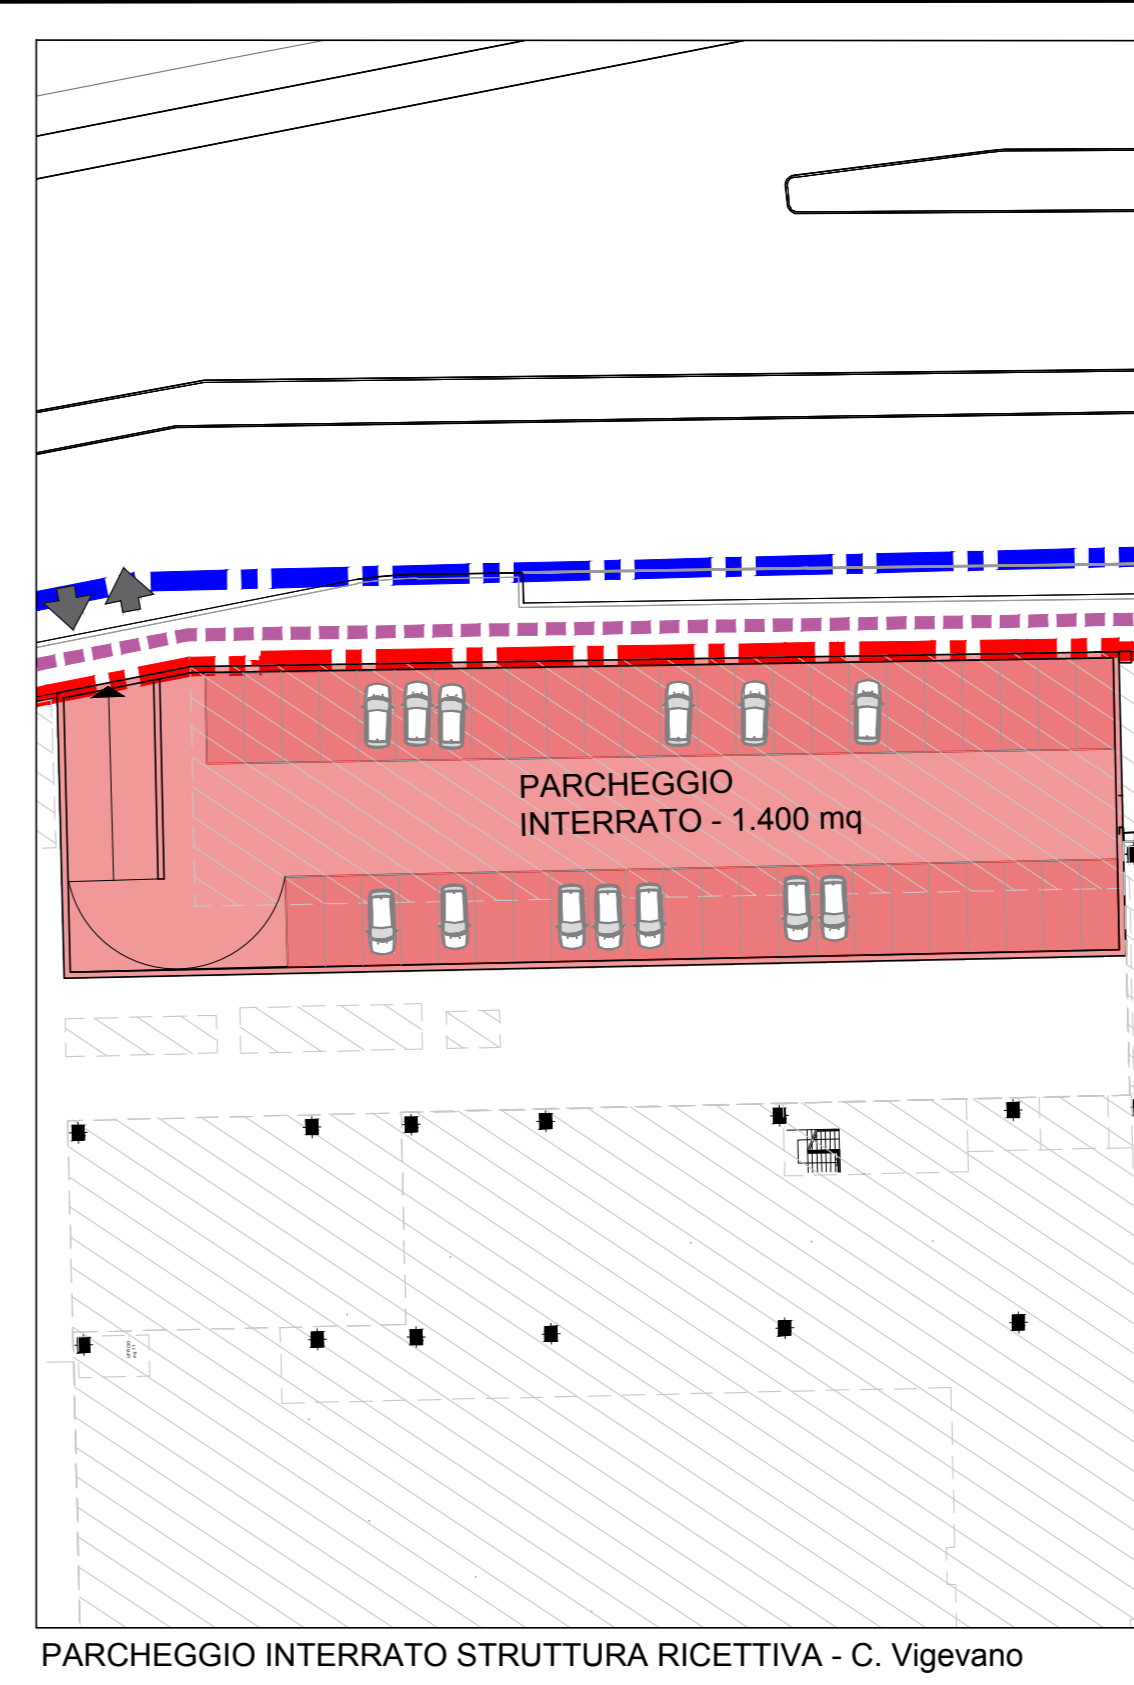 PARCHEGGIO
INTERRATO - 1.400 mq
PARCHEGGIO INTERRATO STRUTTURA RICETTIVA - C. Vigevano